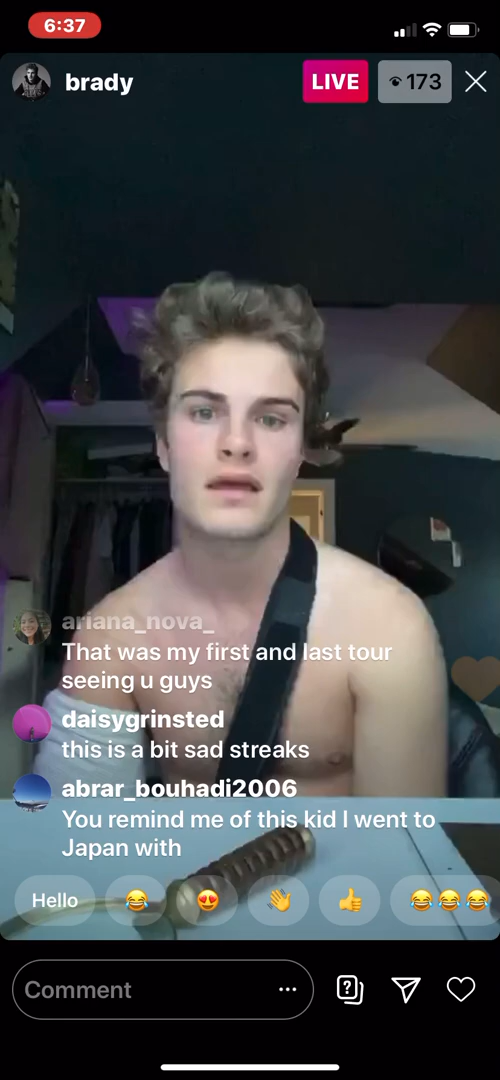 6:37
brady
LIVE
173
ariana_nova_
That was my first and last tour
seeing u guys
daisygrinsted
this is a bit sad streaks
abrar_bouhadi2006
You remind me of this kid I went to
Japan with
Hello
Comment